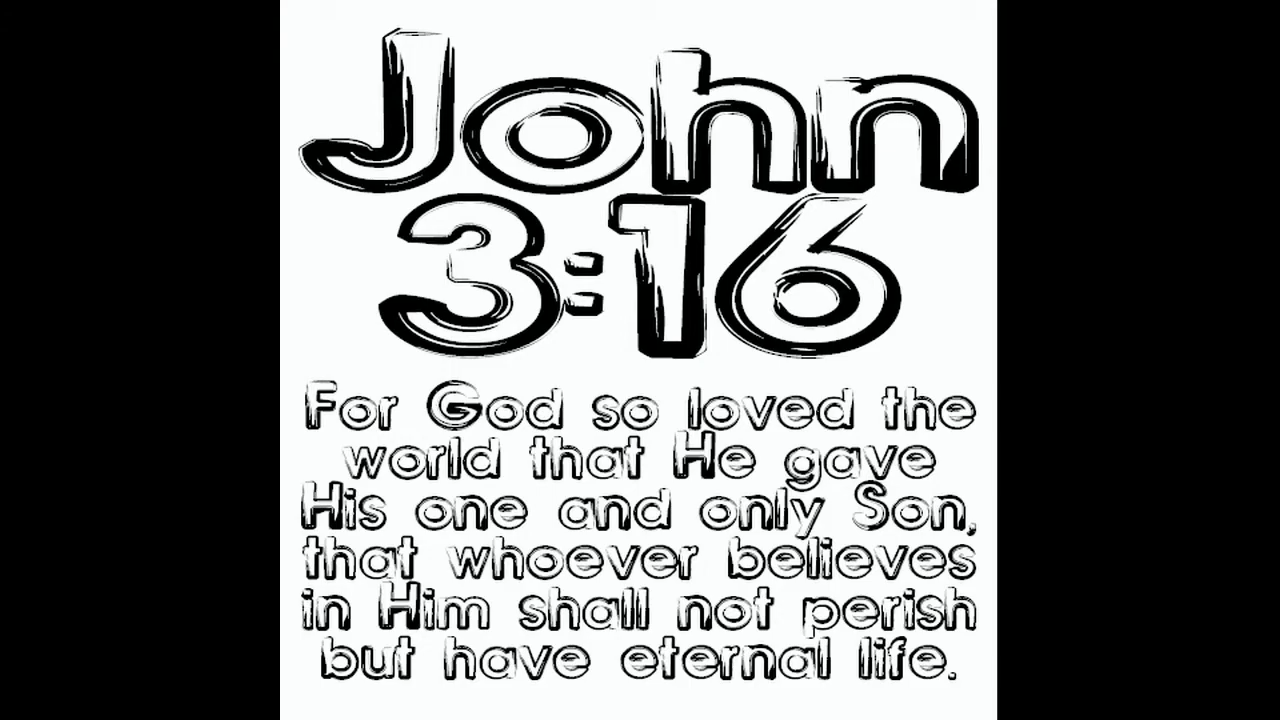 John
3:16
For God so loved the
world that He gave
His one and only Son,
that whoever believes
in Him shall not perish
but have eternal life.